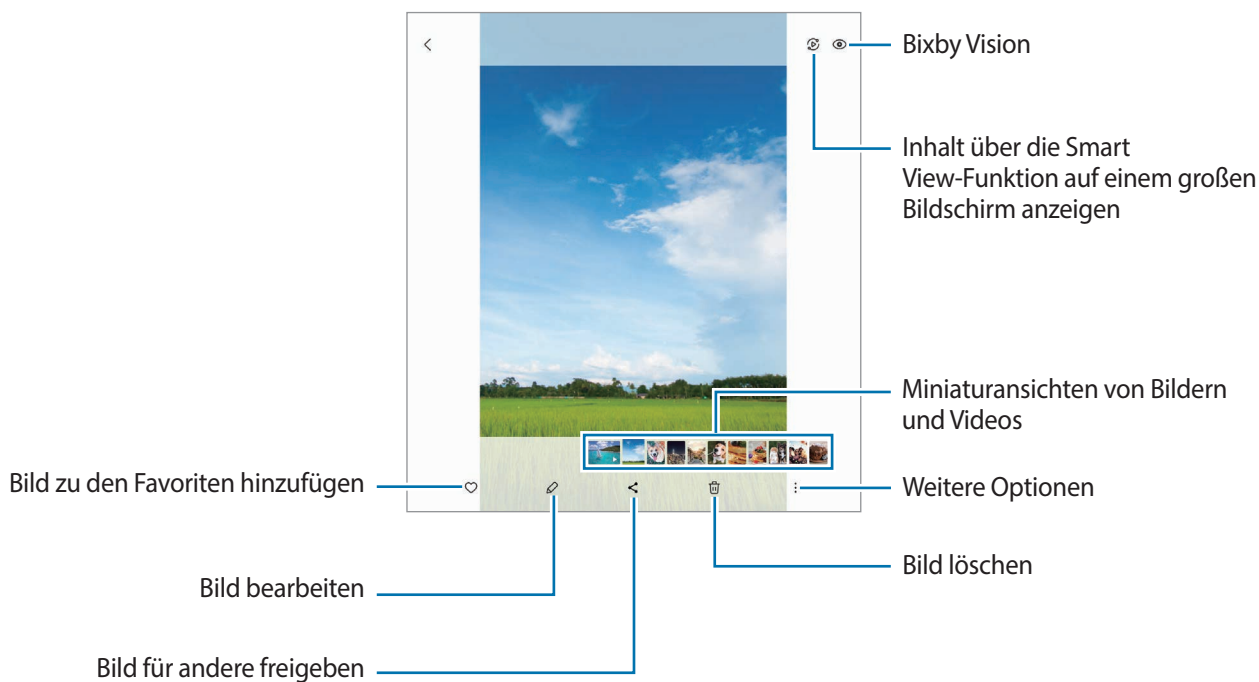 Bixby Vision
Inhalt über die Smart
View-Funktion auf einem großen
Bildschirm anzeigen
Miniaturansichten von Bildern
und Videos
Bild zu den Favoriten hinzufügen
Weitere Optionen
Bild löschen
Bild bearbeiten
Bild für andere freigeben